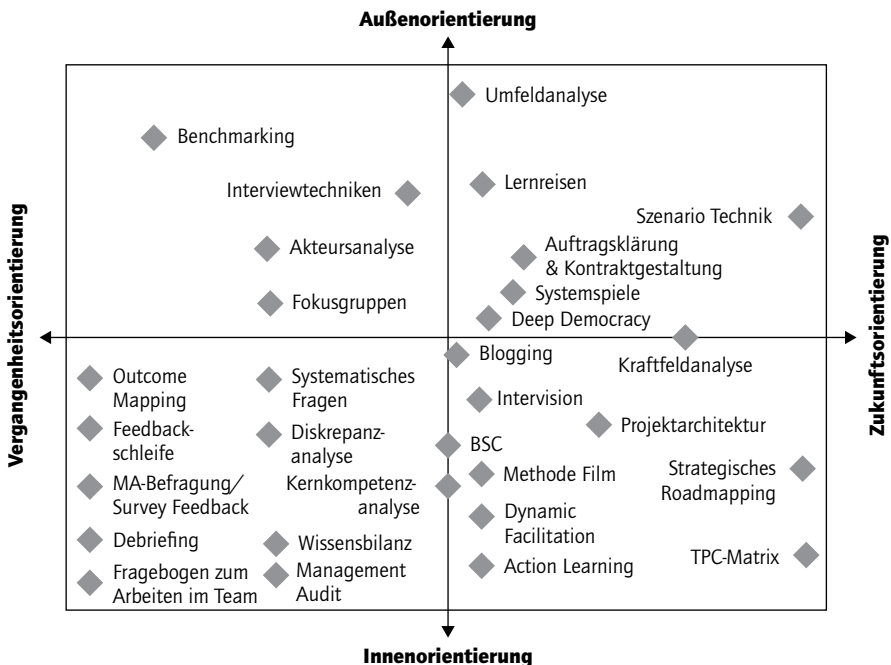 Außenorientierung
Umfeldanalyse
Benchmarking
Interviewtechniken
Lernreisen
Szenario Technik
Akteursanalyse
Auftragsklärung
& Kontraktgestaltung
Fokusgruppen
Systemspiele
Deep Democracy
Vergangenheitsorientierung
Zukunftsorientierung
Blogging
Kraftfeldanalyse
Outcome
Mapping
Systematisches
Fragen
Intervision
Feedback-
schleife
Diskrepanz-
analyse
Projektarchitektur
BSC
MA-Befragung/
Survey Feedback
Kernkompetenz-
analyse
Methode Film
Strategisches
Roadmapping
Dynamic
Facilitation
Debriefing
Wissensbilanz
TPC-Matrix
Fragebogen zum
Arbeiten im Team
Management
Audit
Action Learning
Innenorientierung